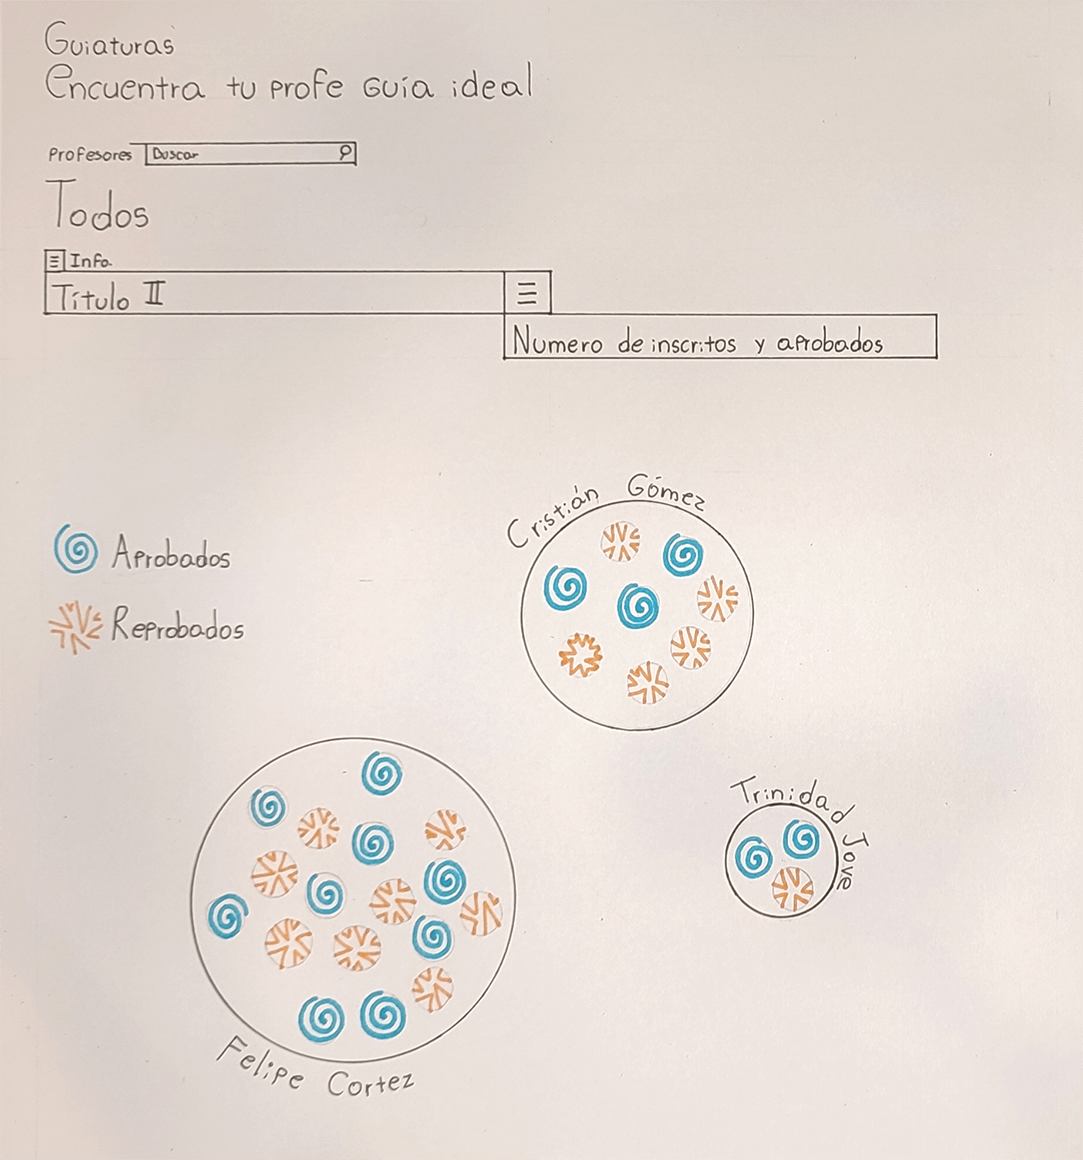 Guiaturas
Encuentra tu profe guía ideal
Profesores Buscar
Todos
Info.
Título II
Numero de inscritos y aprobados
Cristián Gómez
Aprobados
Reprobados
Trinidad Jove
Felipe Cortez